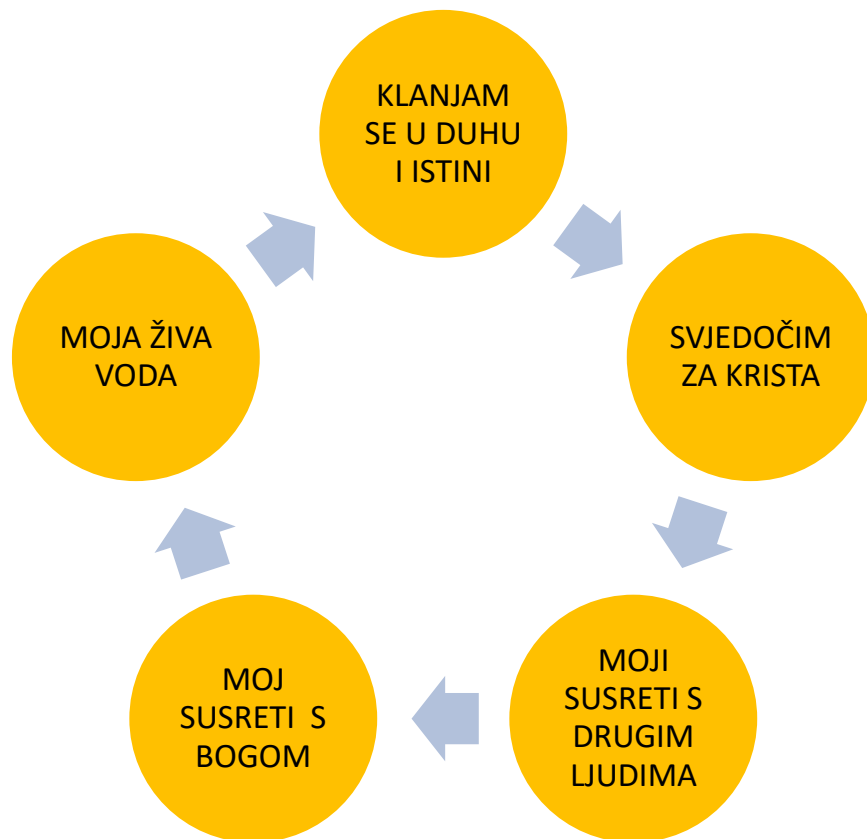 KLANJAM
SE U DUHU
I ISTINI
SVJEDOČIM
ZA KRISTA
MOJI
SUSRETI S
DRUGIM
LJUDIMA
MOJ
SUSRETI S
BOGOM
MOJA ŽIVA
VODA